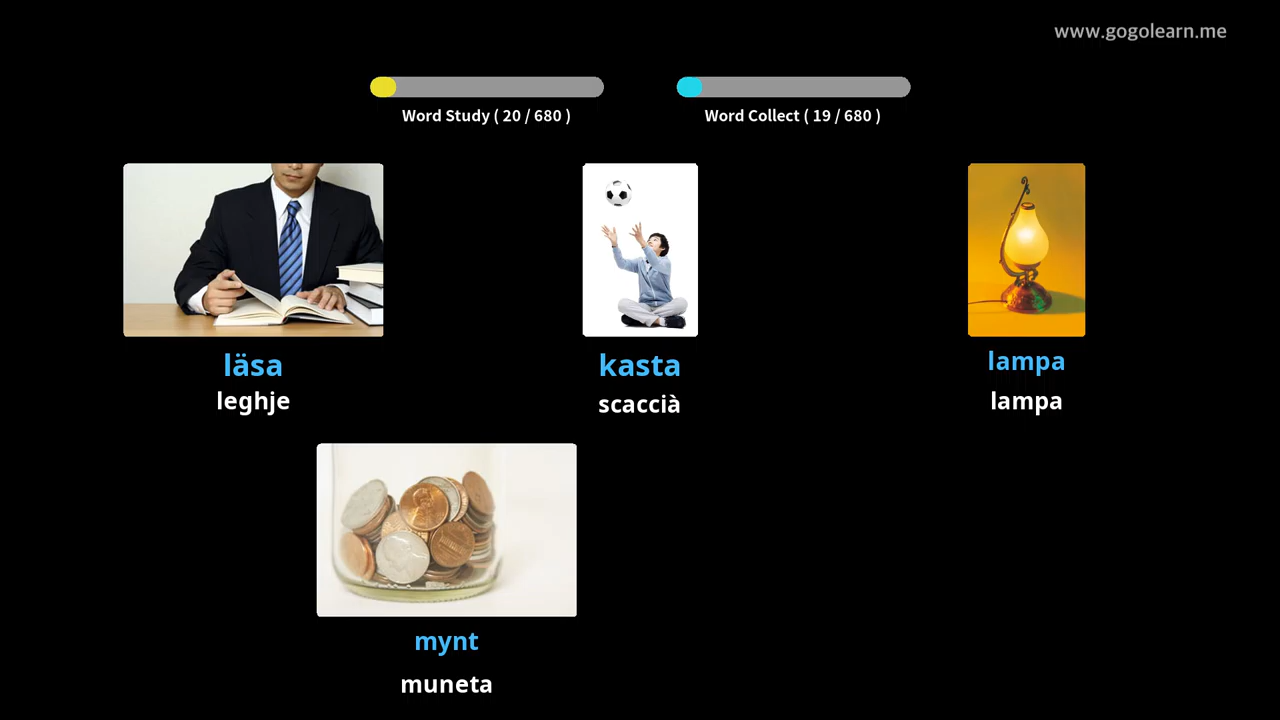 www.gogolearn.me
Word Study ( 20 / 680 )
Word Collect ( 19 / 680 )
läsa
leghje
kasta
scaccià
lampa
lampa
mynt
muneta